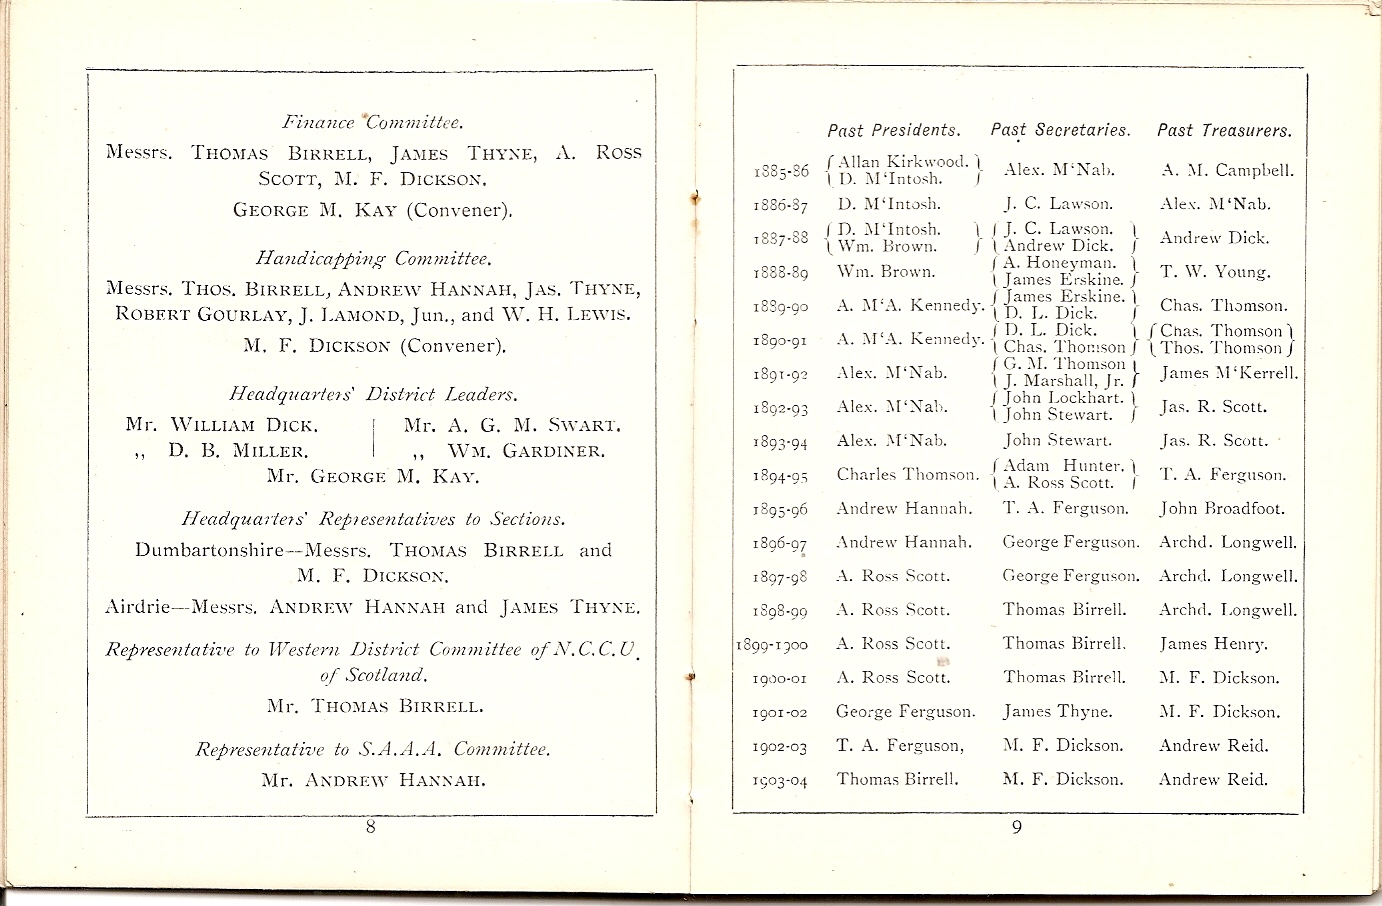 Finance Committee.
Messrs. THOMAS BIRRELL, JAMES THYNE, A. ROSS
SCOTT, M. F. DICKSON.
GEORGE M. KAY (Convener).
Handicapping Committee.
Messrs. THOS. BIRRELL, ANDREW HANNAH, JAS. THYNE,
ROBERT GOURLAY, J. LAMOND, Jun., and W. H. LEWIS.
M. F. DICKSON (Convener).
Headquarters' District Leaders.
Mr. WILLIAM DICK. | Mr. A. G. M. SWART.
,, D. B. MILLER. | ,, WM. GARDINER.
Mr. GEORGE M. KAY.
Headquarters' Representatives to Sections.
Dumbartonshire—Messrs. THOMAS BIRRELL and
M. F. DICKSON.
Airdrie—Messrs. ANDREW HANNAH and JAMES THYNE.
Representative to Western District Committee of N.C.C.U.
of Scotland.
Mr. THOMAS BIRRELL.
Representative to S.A.A.A. Committee.
Mr. ANDREW HANNAH.
8
Past Presidents. Past Secretaries. Past Treasurers.
1885-86 { Allan Kirkwood. } Alex. M‘Nab. A. M. Campbell.
{ D. M‘Intosh. }
1886-87 D. M‘Intosh. J. C. Lawson. Alex. M‘Nab.
1887-88 { D. M‘Intosh. } { J. C. Lawson. } Andrew Dick.
{ Wm. Brown. } { Andrew Dick. }
1888-89 Wm. Brown. { A. Honeyman. } T. W. Young.
{ James Erskine. }
1889-90 A. M‘A. Kennedy. { James Erskine. } Chas. Thomson.
{ D. L. Dick. }
1890-91 A. M‘A. Kennedy. { D. L. Dick. } { Chas. Thomson }
{ Chas. Thomson } { Thos. Thomson }
1891-92 Alex. M‘Nab. { G. M. Thomson } James M‘Kerrell.
{ J. Marshall, Jr. }
1892-93 Alex. M‘Nab. { John Lockhart. } Jas. R. Scott.
{ John Stewart. }
1893-94 Alex. M‘Nab. John Stewart. Jas. R. Scott.
1894-95 Charles Thomson. { Adam Hunter. } T. A. Ferguson.
{ A. Ross Scott. }
1895-96 Andrew Hannah. T. A. Ferguson. John Broadfoot.
1896-97 Andrew Hannah. George Ferguson. Archd. Longwell.
1897-98 A. Ross Scott. George Ferguson. Archd. Longwell.
1898-99 A. Ross Scott. Thomas Birrell. Archd. Longwell.
1899-1900 A. Ross Scott. Thomas Birrell. James Henry.
1900-01 A. Ross Scott. Thomas Birrell. M. F. Dickson.
1901-02 George Ferguson. James Thyne. M. F. Dickson.
1902-03 T. A. Ferguson, M. F. Dickson. Andrew Reid.
1903-04 Thomas Birrell. M. F. Dickson. Andrew Reid.
9